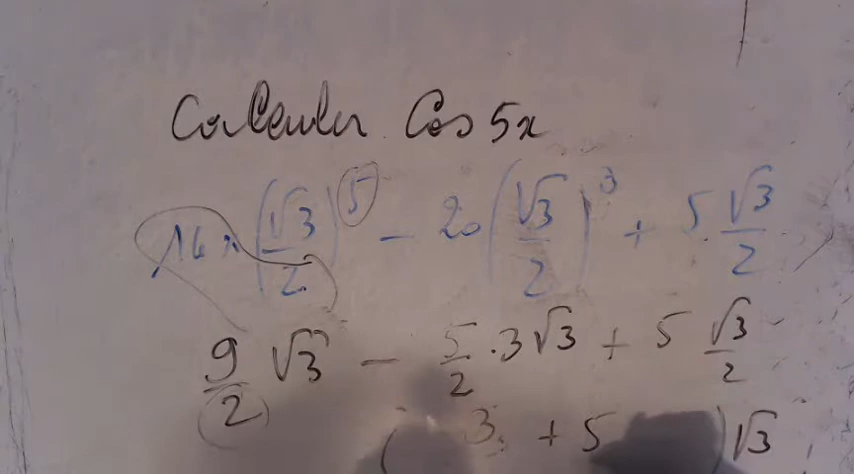 Calculer Cos 5x
16 × (√3/2)^5 − 20 (√3/2)^3 + 5 . √3/2
9/2 √3 − 5/2 . 3√3 + 5 √3/2
( 3 + 5 ) √3